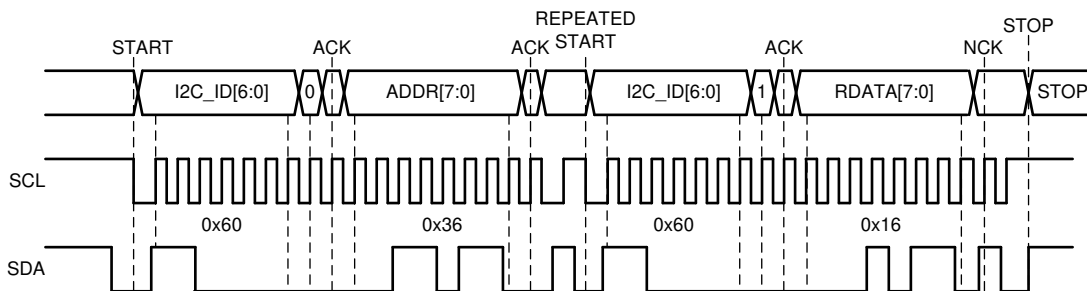 REPEATED
START
STOP
START
ACK
ACK
ACK
NCK
I2C_ID[6:0]
0
ADDR[7:0]
I2C_ID[6:0]
1
RDATA[7:0]
STOP
SCL
0x60
0x36
0x60
0x16
SDA